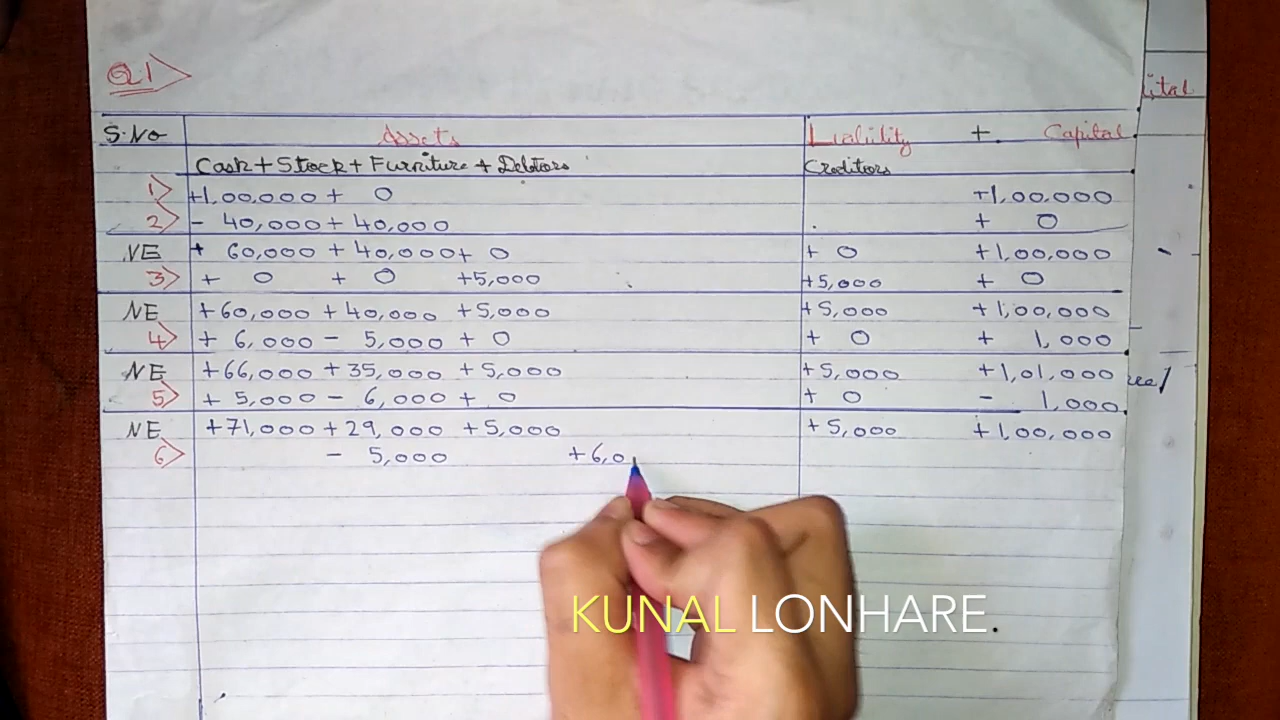 Q1
S.No Assets Liability + Capital
Cash + Stock + Furniture + Debtors Creditors
1> +1,00,000 + 0 +1,00,000
2> - 40,000 + 40,000 + 0
NE + 60,000 + 40,000 + 0 + 0 +1,00,000
3> + 0 + 0 +5,000 +5,000 + 0
NE +60,000 +40,000 +5,000 +5,000 +1,00,000
4> + 6,000 - 5,000 + 0 + 0 + 1,000
NE +66,000 +35,000 +5,000 +5,000 +1,01,000
5> + 5,000 - 6,000 + 0 + 0 - 1,000
NE +71,000 +29,000 +5,000 +5,000 +1,00,000
6> - 5,000 +6,0
KUNAL LONHARE